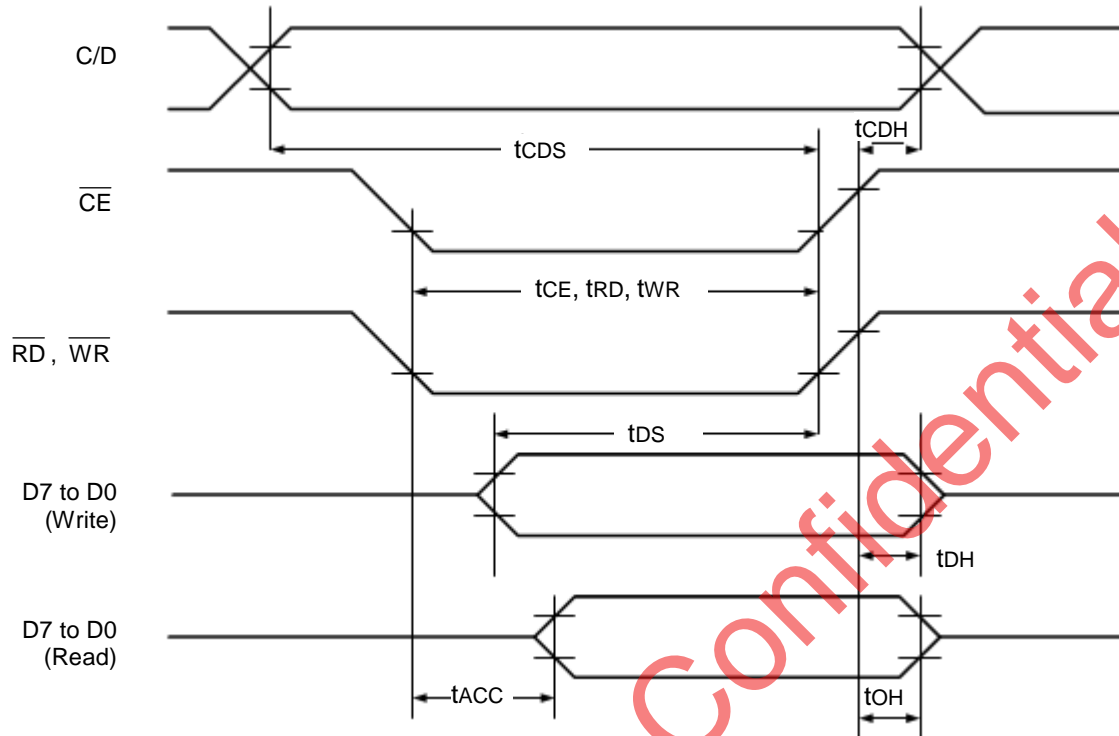 C/D
tCDH
tCDS
CE
tCE, tRD, tWR
RD , WR
tDS
D7 to D0
(Write)
tDH
D7 to D0
(Read)
tACC
tOH
Confidential